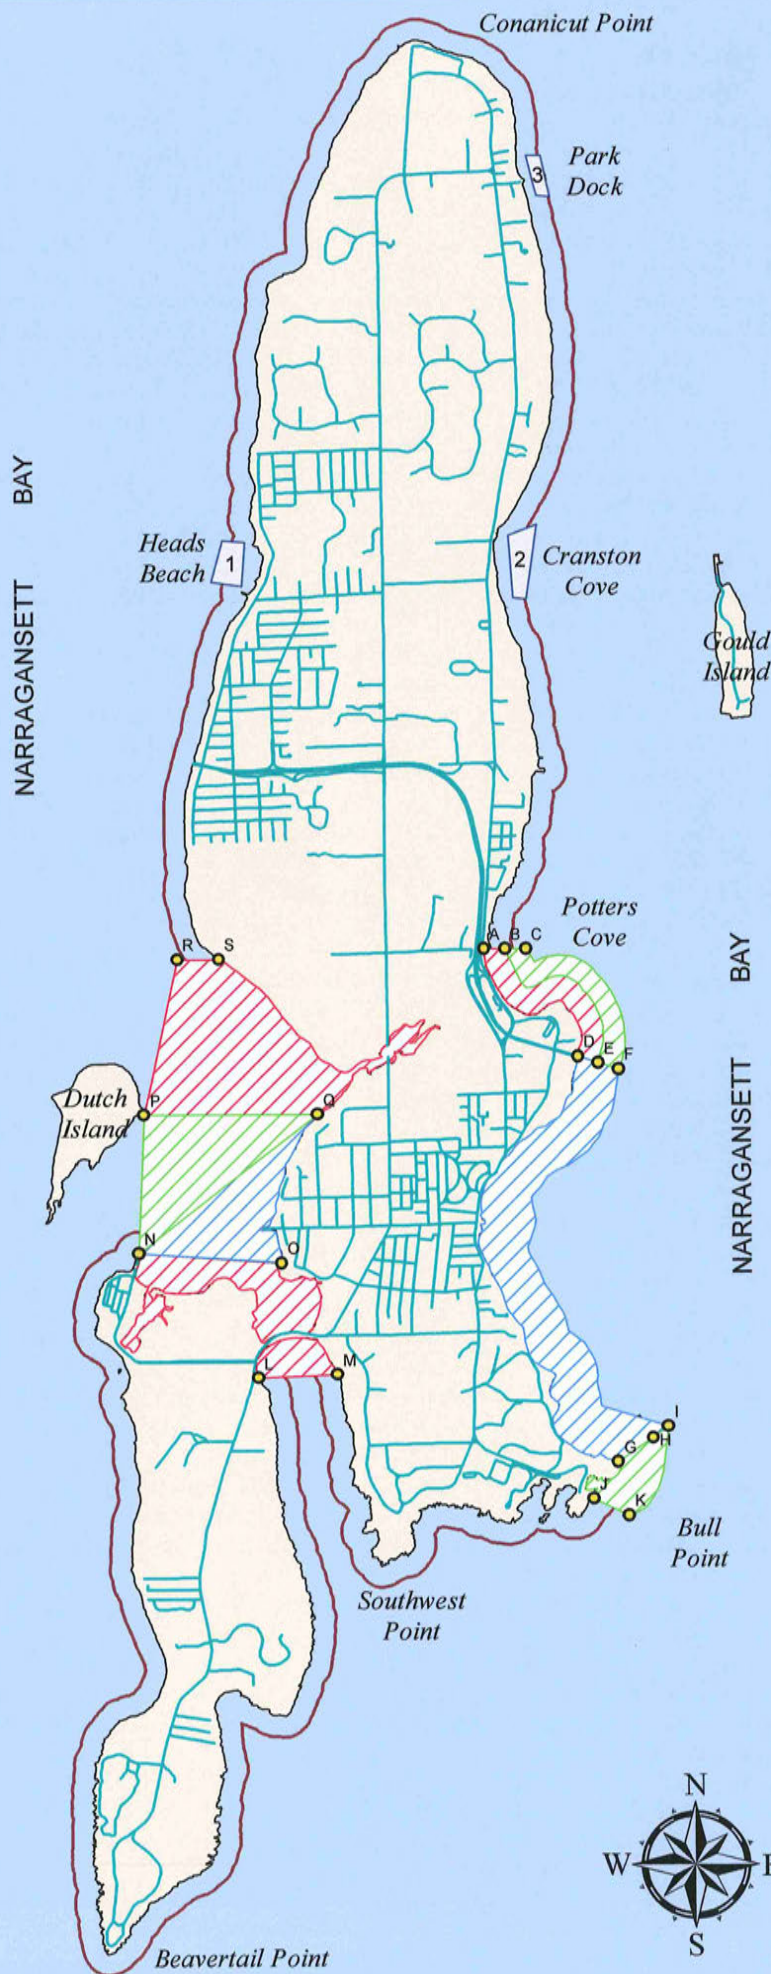 Conanicut Point
3
Park
Dock
NARRAGANSETT BAY
Heads
Beach
1
2
Cranston
Cove
Gould
Island
Potters
Cove
A
B
C
R
S
NARRAGANSETT BAY
D
E
F
Dutch
Island
P
Q
N
O
L
M
I
H
G
J
K
Bull
Point
Southwest
Point
N
W
E
S
Beavertail Point